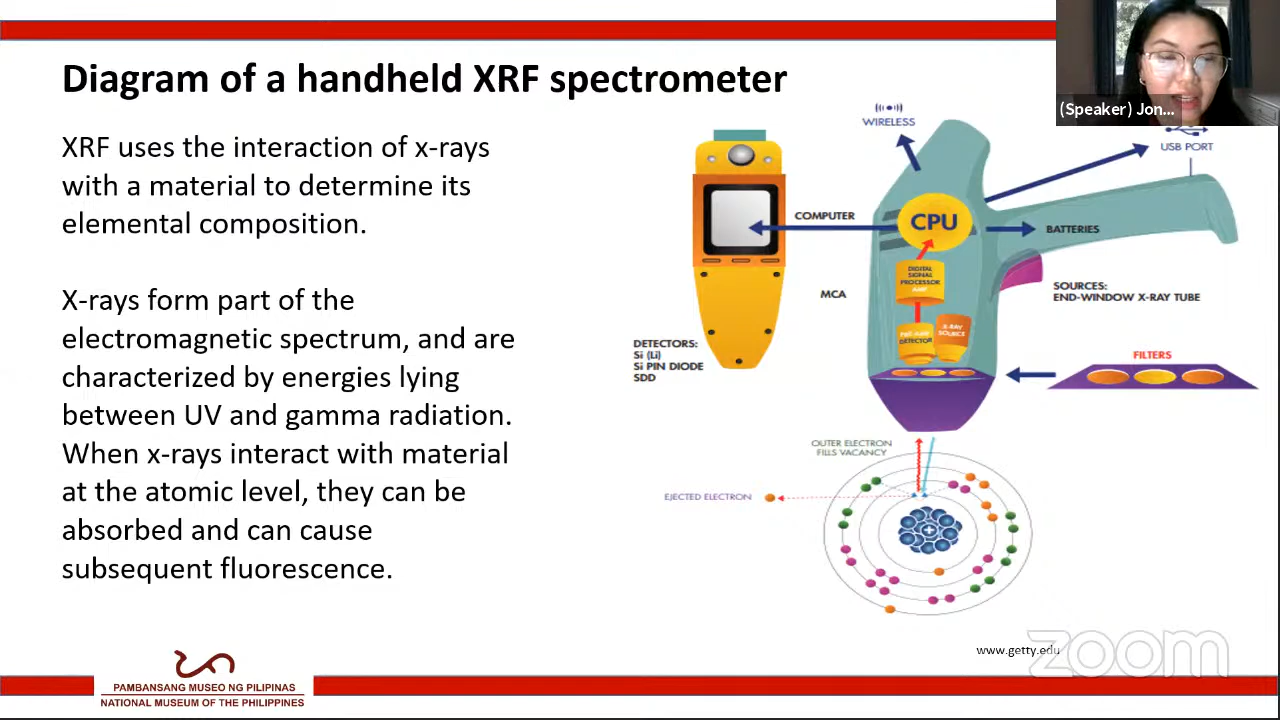 Diagram of a handheld XRF spectrometer
(Speaker) Jon...
XRF uses the interaction of x-rays
with a material to determine its
elemental composition.
X-rays form part of the
electromagnetic spectrum, and are
characterized by energies lying
between UV and gamma radiation.
When x-rays interact with material
at the atomic level, they can be
absorbed and can cause
subsequent fluorescence.
WIRELESS
USB PORT
COMPUTER
CPU
BATTERIES
DIGITAL
SIGNAL
PROCESSOR
AMP
MCA
SOURCES:
END-WINDOW X-RAY TUBE
X-RAY
SOURCE
PRE-AMP
DETECTOR
DETECTORS:
Si (Li)
Si PIN DIODE
SDD
FILTERS
OUTER ELECTRON
FILLS VACANCY
EJECTED ELECTRON
www.getty.edu
zoom
PAMBANSANG MUSEO NG PILIPINAS
NATIONAL MUSEUM OF THE PHILIPPINES